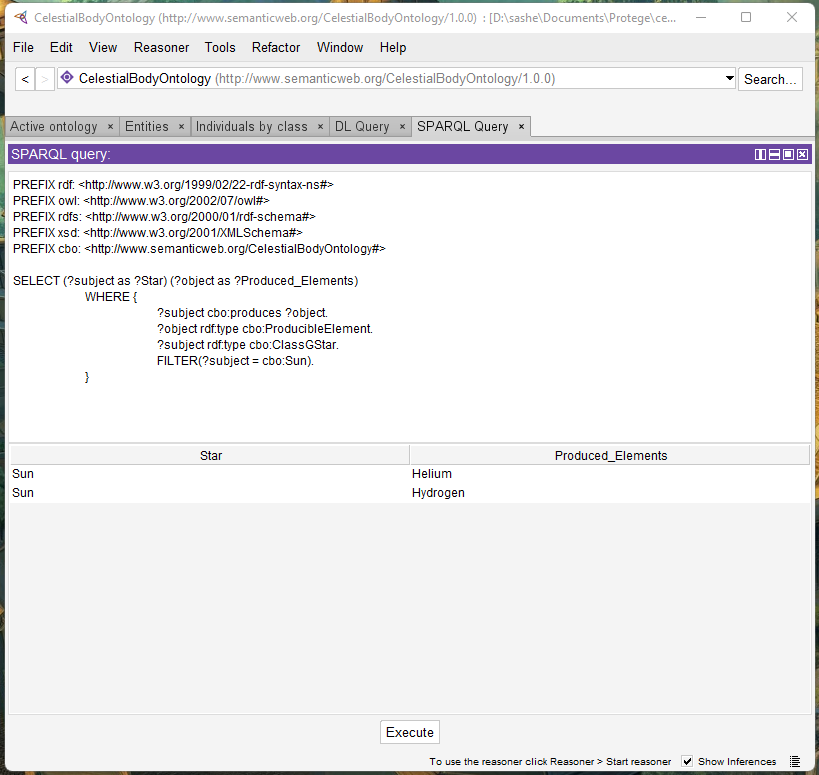 CelestialBodyOntology (http://www.semanticweb.org/CelestialBodyOntology/1.0.0)  : [D:\sashe\Documents\Protege\ce...
File Edit View Reasoner Tools Refactor Window Help
< > CelestialBodyOntology (http://www.semanticweb.org/CelestialBodyOntology/1.0.0) Search...
Active ontology × Entities × Individuals by class × DL Query × SPARQL Query ×
SPARQL query:
PREFIX rdf: <http://www.w3.org/1999/02/22-rdf-syntax-ns#>
PREFIX owl: <http://www.w3.org/2002/07/owl#>
PREFIX rdfs: <http://www.w3.org/2000/01/rdf-schema#>
PREFIX xsd: <http://www.w3.org/2001/XMLSchema#>
PREFIX cbo: <http://www.semanticweb.org/CelestialBodyOntology#>
SELECT (?subject as ?Star) (?object as ?Produced_Elements)
WHERE {
?subject cbo:produces ?object.
?object rdf:type cbo:ProducibleElement.
?subject rdf:type cbo:ClassGStar.
FILTER(?subject = cbo:Sun).
}
Star Produced_Elements
Sun Helium
Sun Hydrogen
Execute
To use the reasoner click Reasoner > Start reasoner Show Inferences